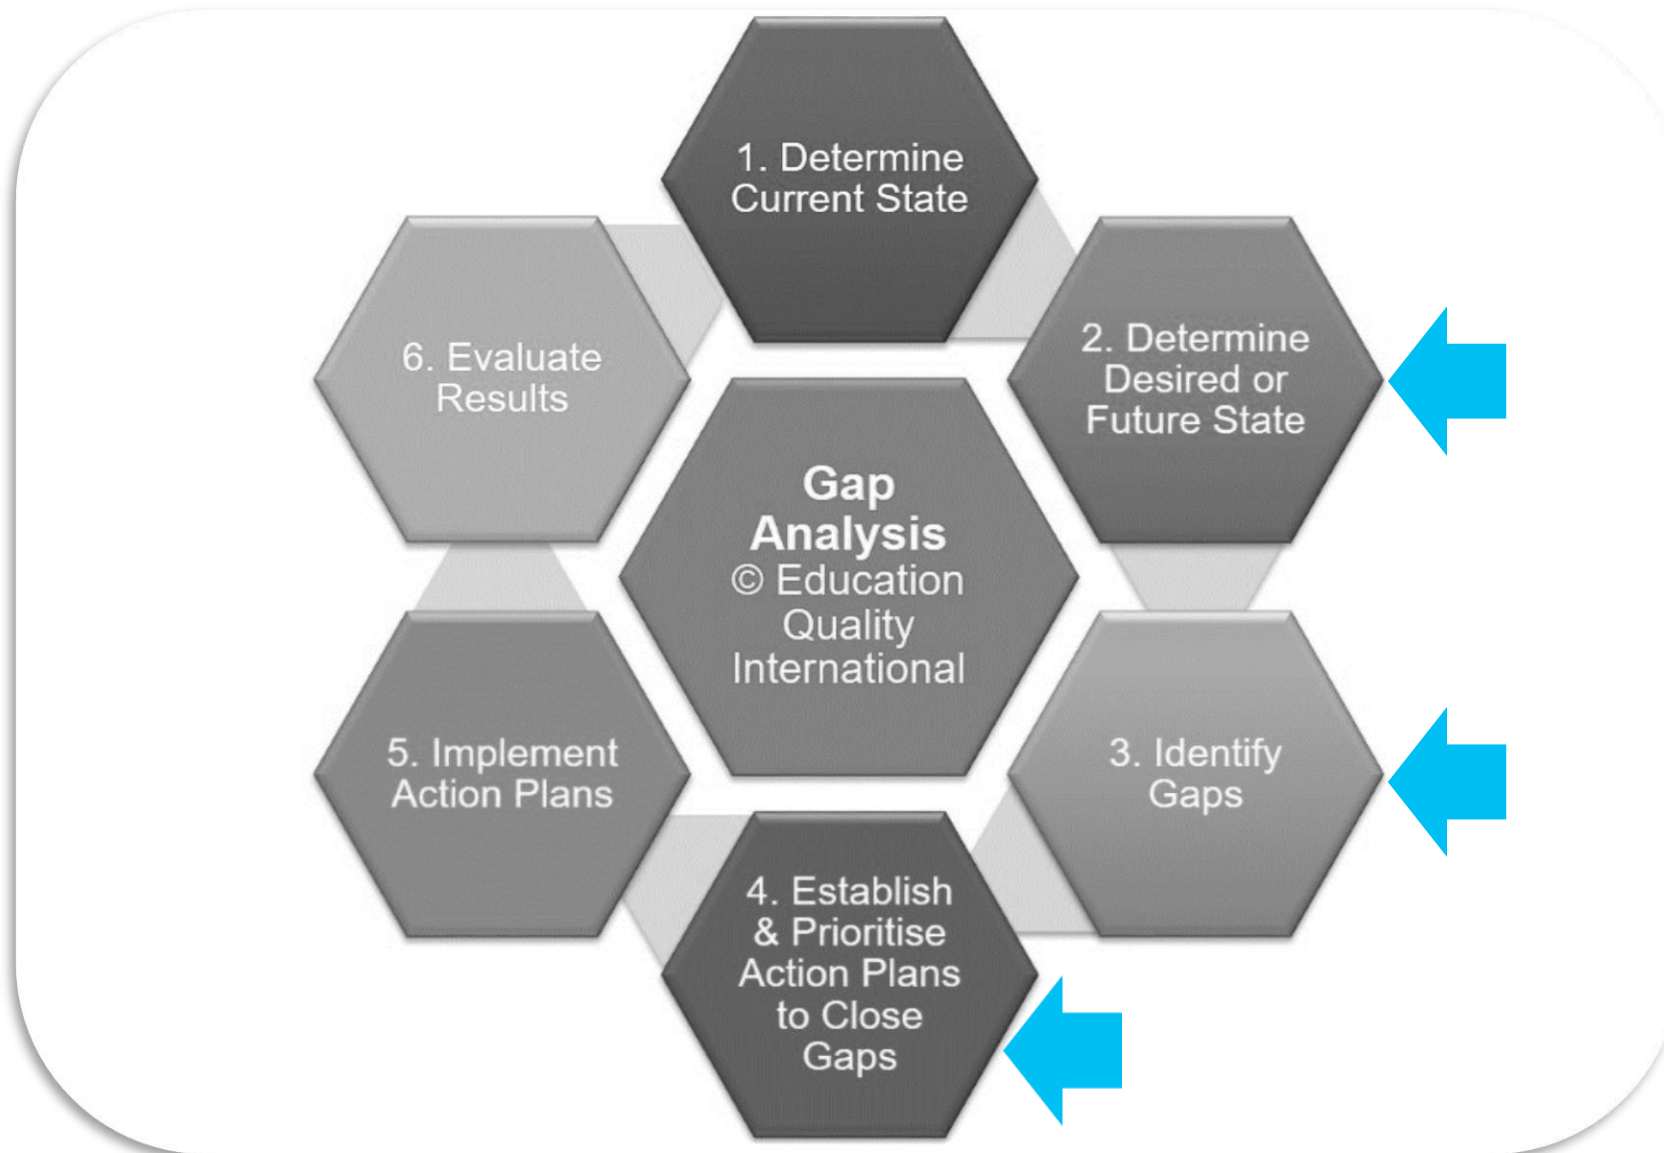 1. Determine
Current State
2. Determine
Desired or
Future State
3. Identify
Gaps
4. Establish
& Prioritise
Action Plans
to Close
Gaps
5. Implement
Action Plans
6. Evaluate
Results
Gap
Analysis
© Education
Quality
International